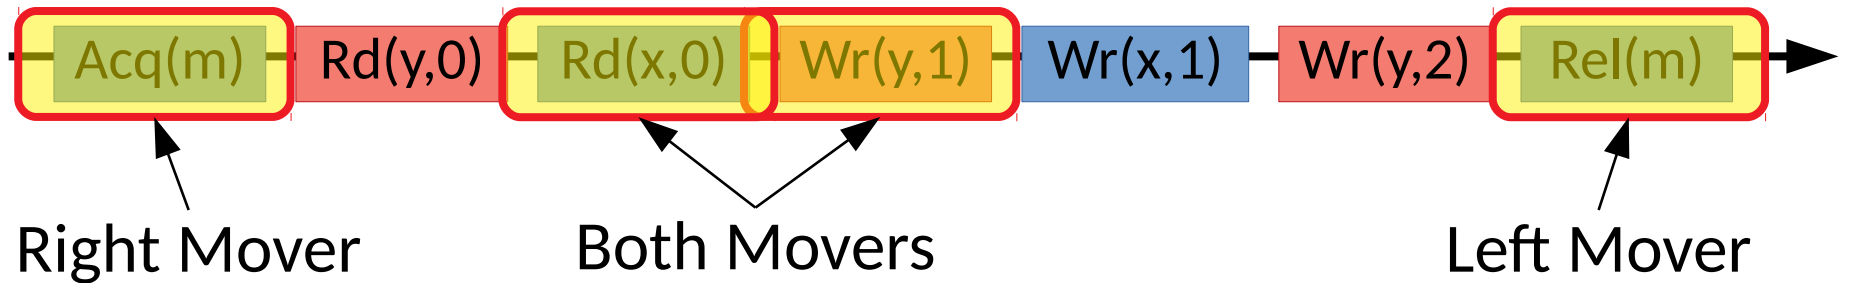 Acq(m) Rd(y,0) Rd(x,0) Wr(y,1) Wr(x,1) Wr(y,2) Rel(m)
Right Mover Both Movers Left Mover